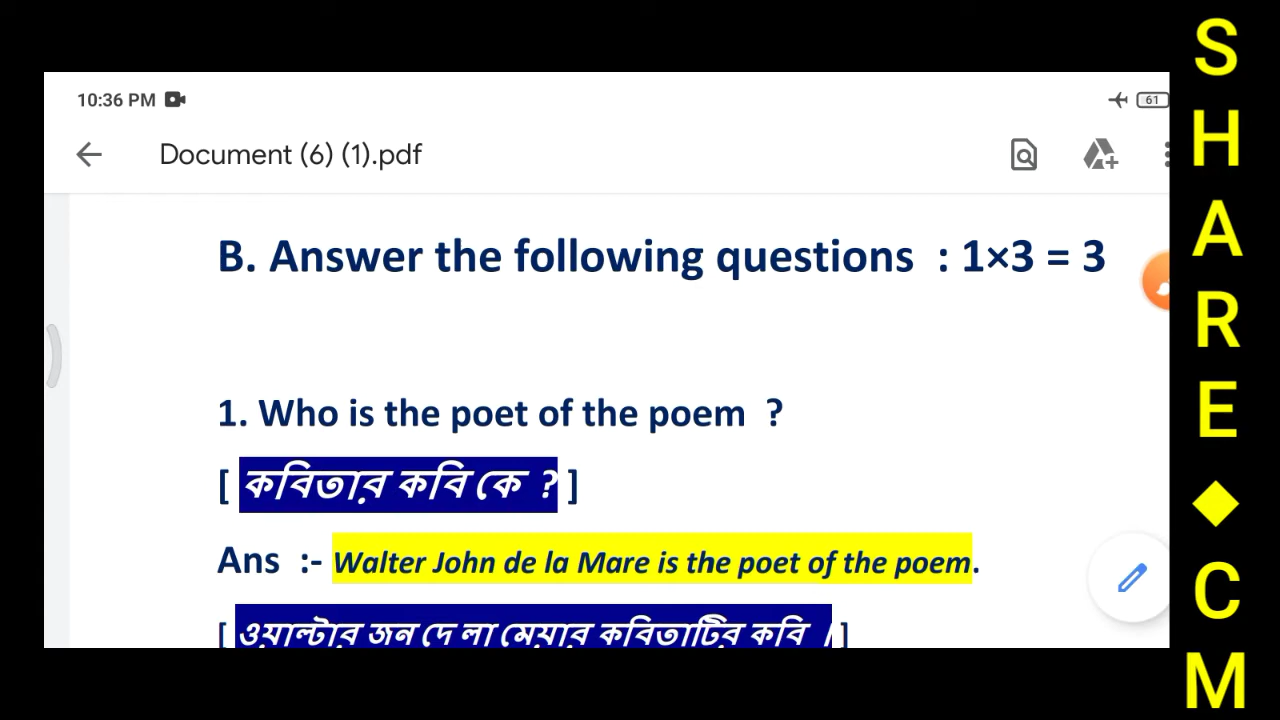 10:36 PM
61
Document (6) (1).pdf
B. Answer the following questions : 1×3 = 3
1. Who is the poet of the poem ?
[ কবিতার কবি কে ? ]
Ans :- Walter John de la Mare is the poet of the poem.
[ ওয়াল্টার জন দে লা মেয়ার কবিতাটির কবি । ]
SHARE ◆ CM